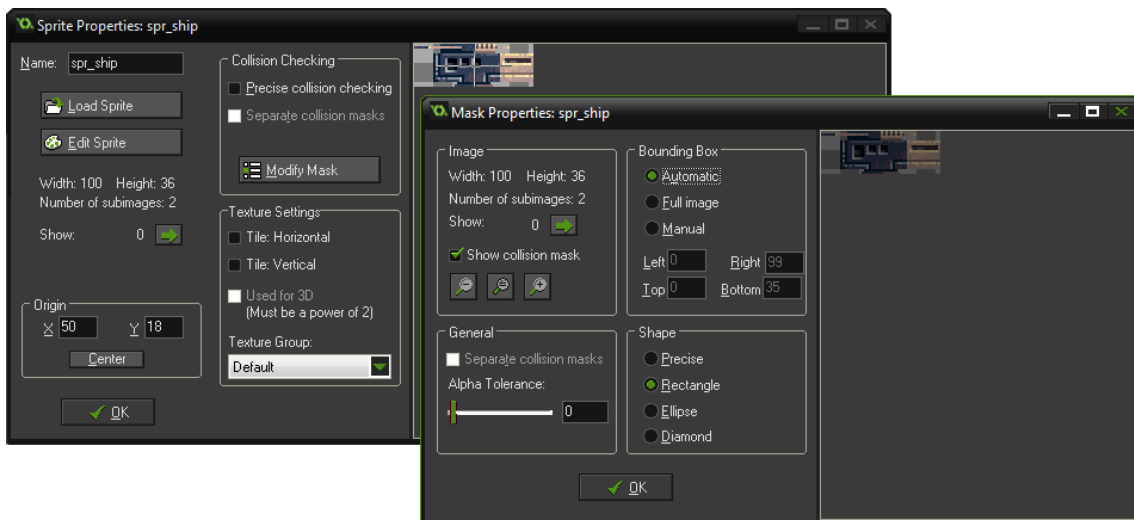 Sprite Properties: spr_ship
Name: spr_ship
Load Sprite
Edit Sprite
Width: 100 Height: 36
Number of subimages: 2
Show: 0
Origin
X 50 Y 18
Center
OK
Collision Checking
Precise collision checking
Separate collision masks
Modify Mask
Texture Settings
Tile: Horizontal
Tile: Vertical
Used for 3D
(Must be a power of 2)
Texture Group:
Default
Mask Properties: spr_ship
Image
Width: 100 Height: 36
Number of subimages: 2
Show: 0
Show collision mask
General
Separate collision masks
Alpha Tolerance:
0
Bounding Box
Automatic
Full image
Manual
Left 0 Right 99
Top 0 Bottom 35
Shape
Precise
Rectangle
Ellipse
Diamond
OK